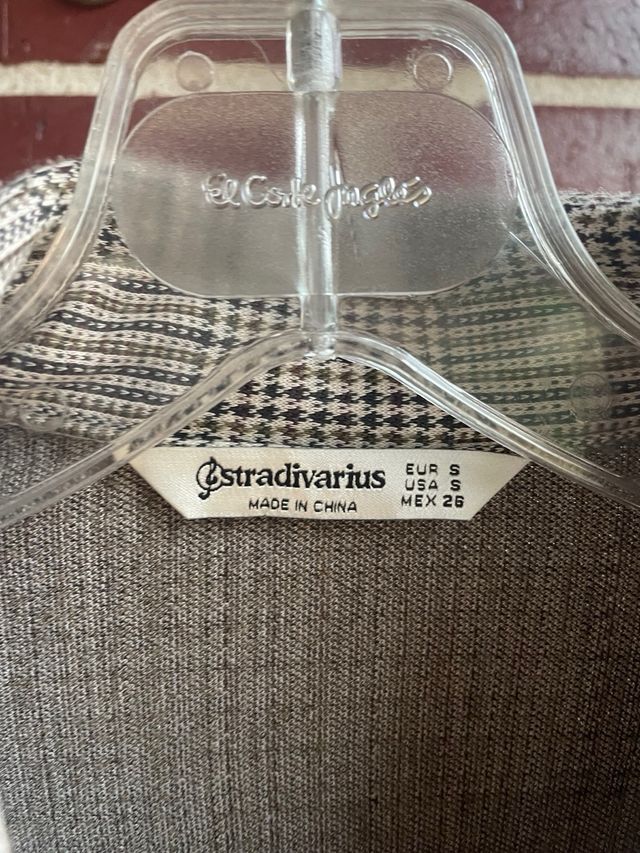 El Corte Inglés
stradivarius
MADE IN CHINA
EUR S
USA S
MEX 26